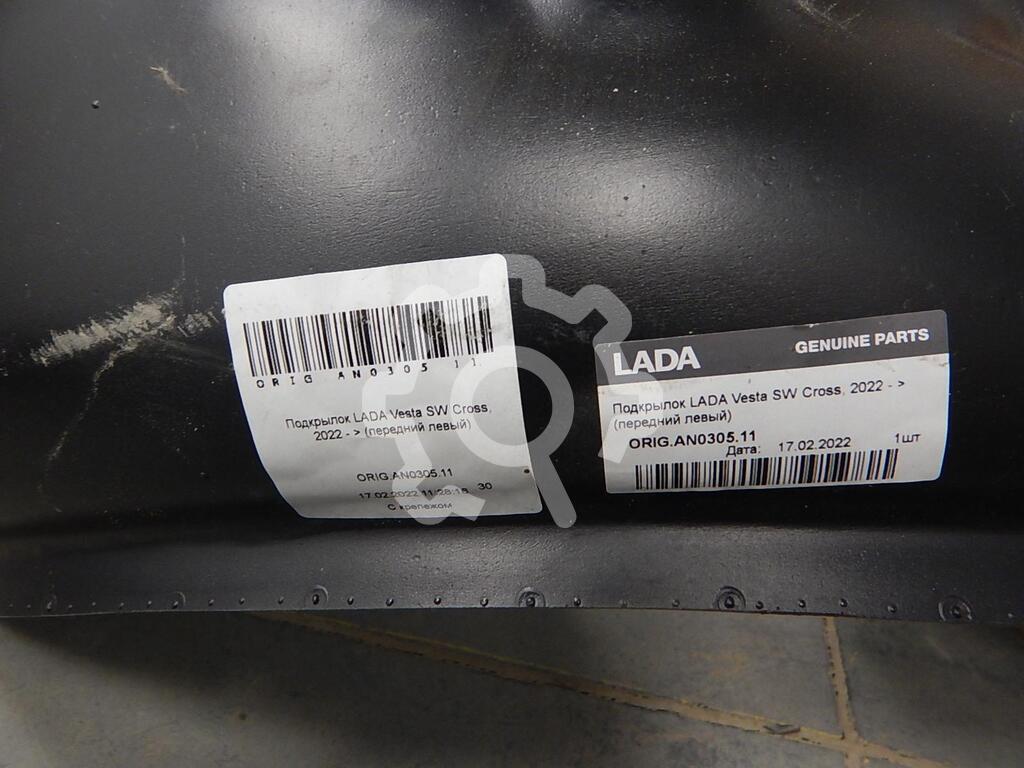 ORIG AN0305 11
Подкрылок LADA Vesta SW Cross,
2022 - > (передний левый)
ORIG.AN0305.11
17.02.2022 11:28:18 30
С крепежом
LADA GENUINE PARTS
Подкрылок LADA Vesta SW Cross, 2022 - >
(передний левый)
ORIG.AN0305.11
Дата: 17.02.2022 1шт